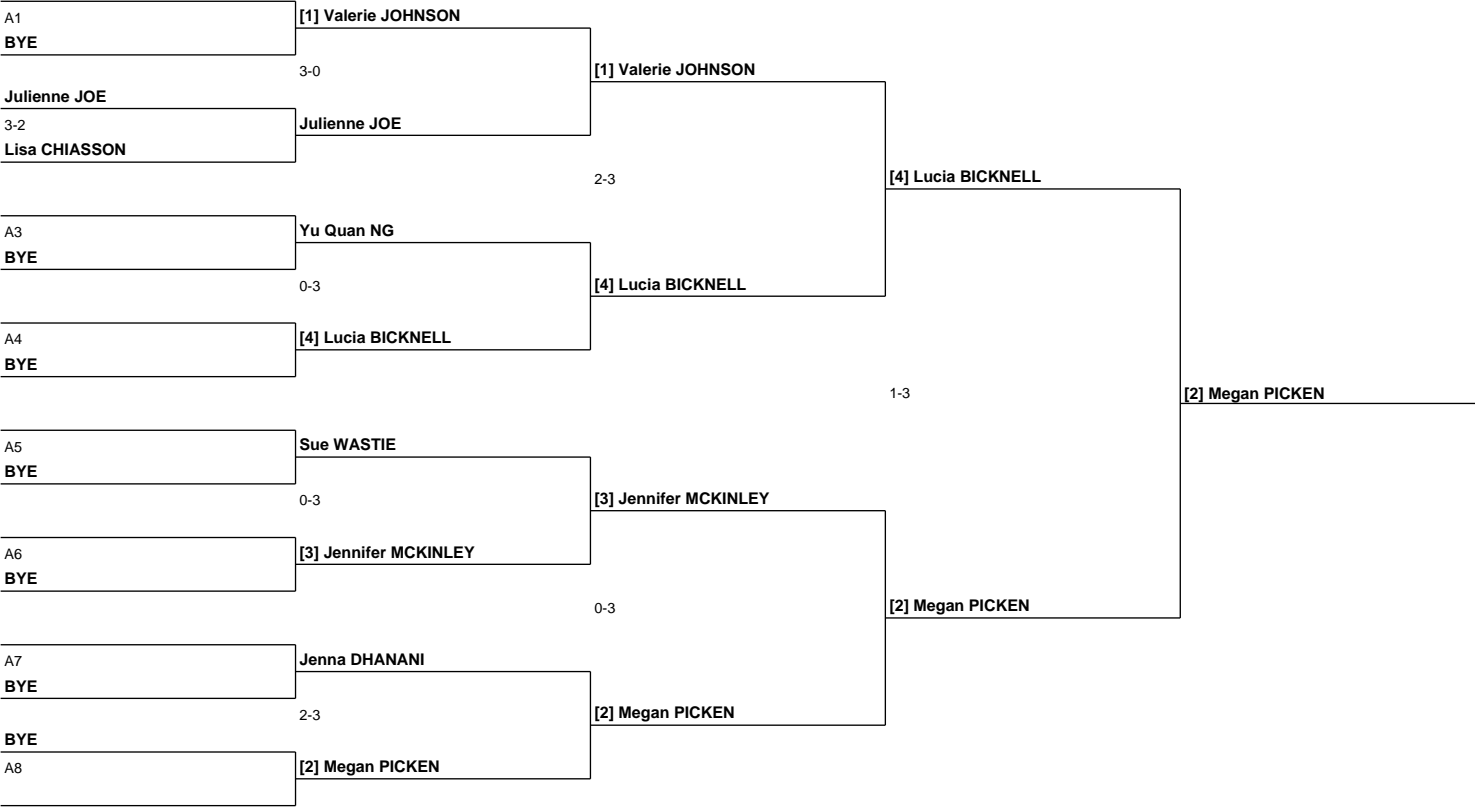 A1
BYE
[1] Valerie JOHNSON
3-0
Julienne JOE
3-2
Lisa CHIASSON
Julienne JOE
[1] Valerie JOHNSON
2-3
A3
BYE
Yu Quan NG
0-3
A4
BYE
[4] Lucia BICKNELL
[4] Lucia BICKNELL
[4] Lucia BICKNELL
1-3
A5
BYE
Sue WASTIE
0-3
A6
BYE
[3] Jennifer MCKINLEY
[3] Jennifer MCKINLEY
0-3
A7
BYE
Jenna DHANANI
2-3
BYE
A8
[2] Megan PICKEN
[2] Megan PICKEN
[2] Megan PICKEN
[2] Megan PICKEN